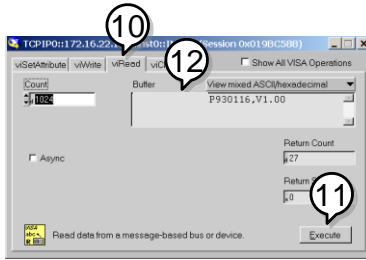 10
TCPIP0::172.16.22. (Session 0x019BC588)
12
viSetAttribute viWrite viRead Show All VISA Operations
Count Buffer View mixed ASCII/hexadecimal
1024 P930116,V1.00
Return Count
Async 27
Return
11
0
Read data from a message-based bus or device. Execute